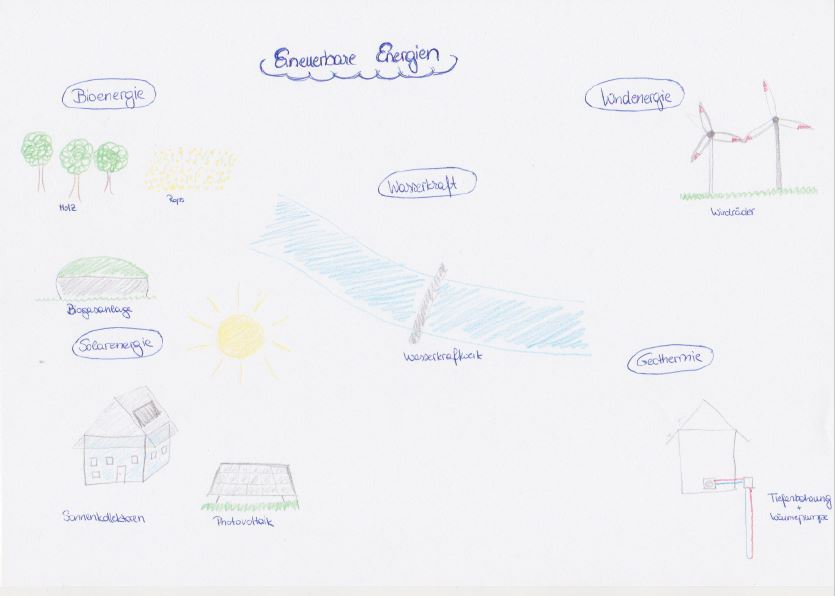 Erneuerbare Energien
Bioenergie
Windenergie
Wasserkraft
Holz
Raps
Windräder
Biogasanlage
Solarenergie
Wasserkraftwerk
Geothermie
Sonnenkollektoren
Photovoltaik
Tiefenbohrung
+
Wärmepumpe